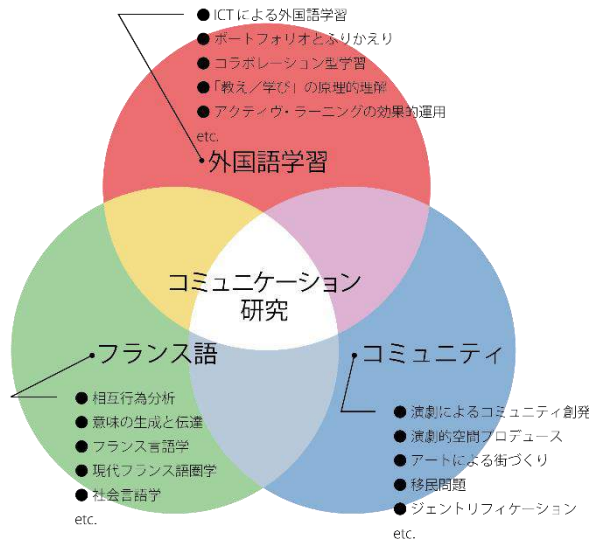 ● ICTによる外国語学習
● ポートフォリオとふりかえり
● コラボレーション型学習
● 「教え／学び」の原理的理解
● アクティヴ・ラーニングの効果的運用
etc.
外国語学習
コミュニケーション
研究
フランス語
● 相互行為分析
● 意味の生成と伝達
● フランス言語学
● 現代フランス語圏学
● 社会言語学
etc.
コミュニティ
● 演劇によるコミュニティ創発
● 演劇的空間プロデュース
● アートによる街づくり
● 移民問題
● ジェントリフィケーション
etc.